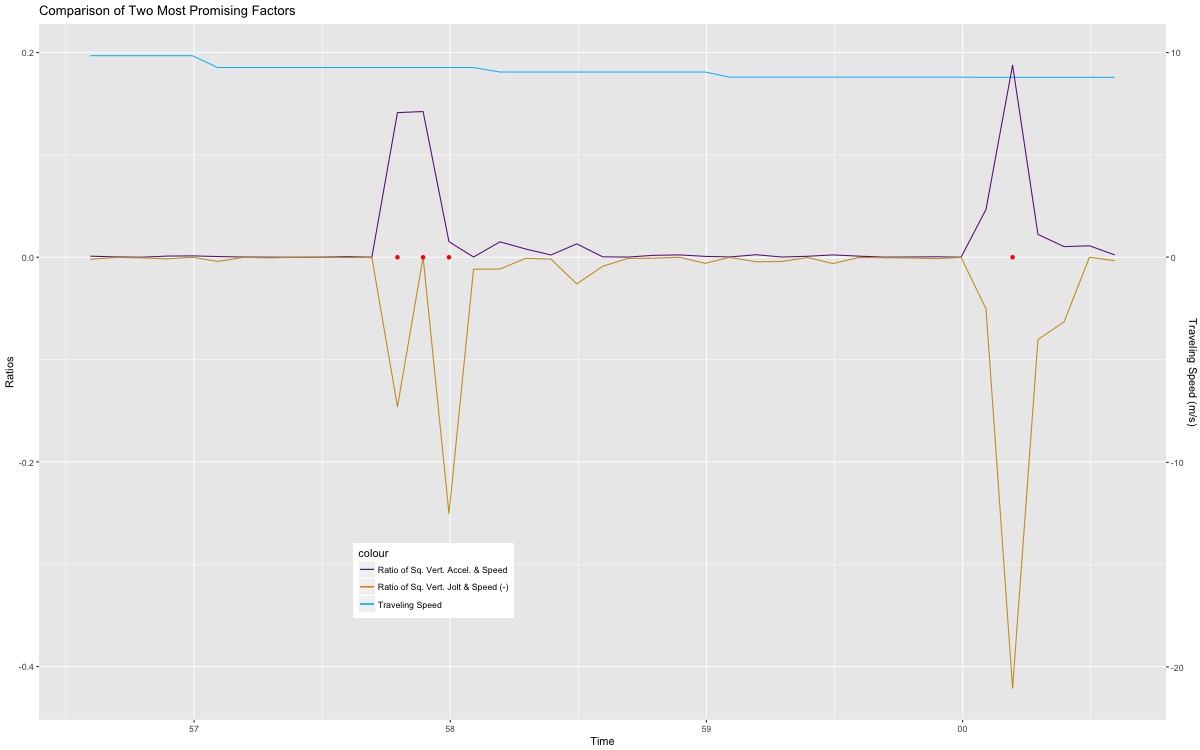 Comparison of Two Most Promising Factors
0.2
0.0
-0.2
-0.4
Ratios
10
0
-10
-20
Traveling Speed (m/s)
colour
Ratio of Sq. Vert. Accel. & Speed
Ratio of Sq. Vert. Jolt & Speed (-)
Traveling Speed
57 58 59 00
Time